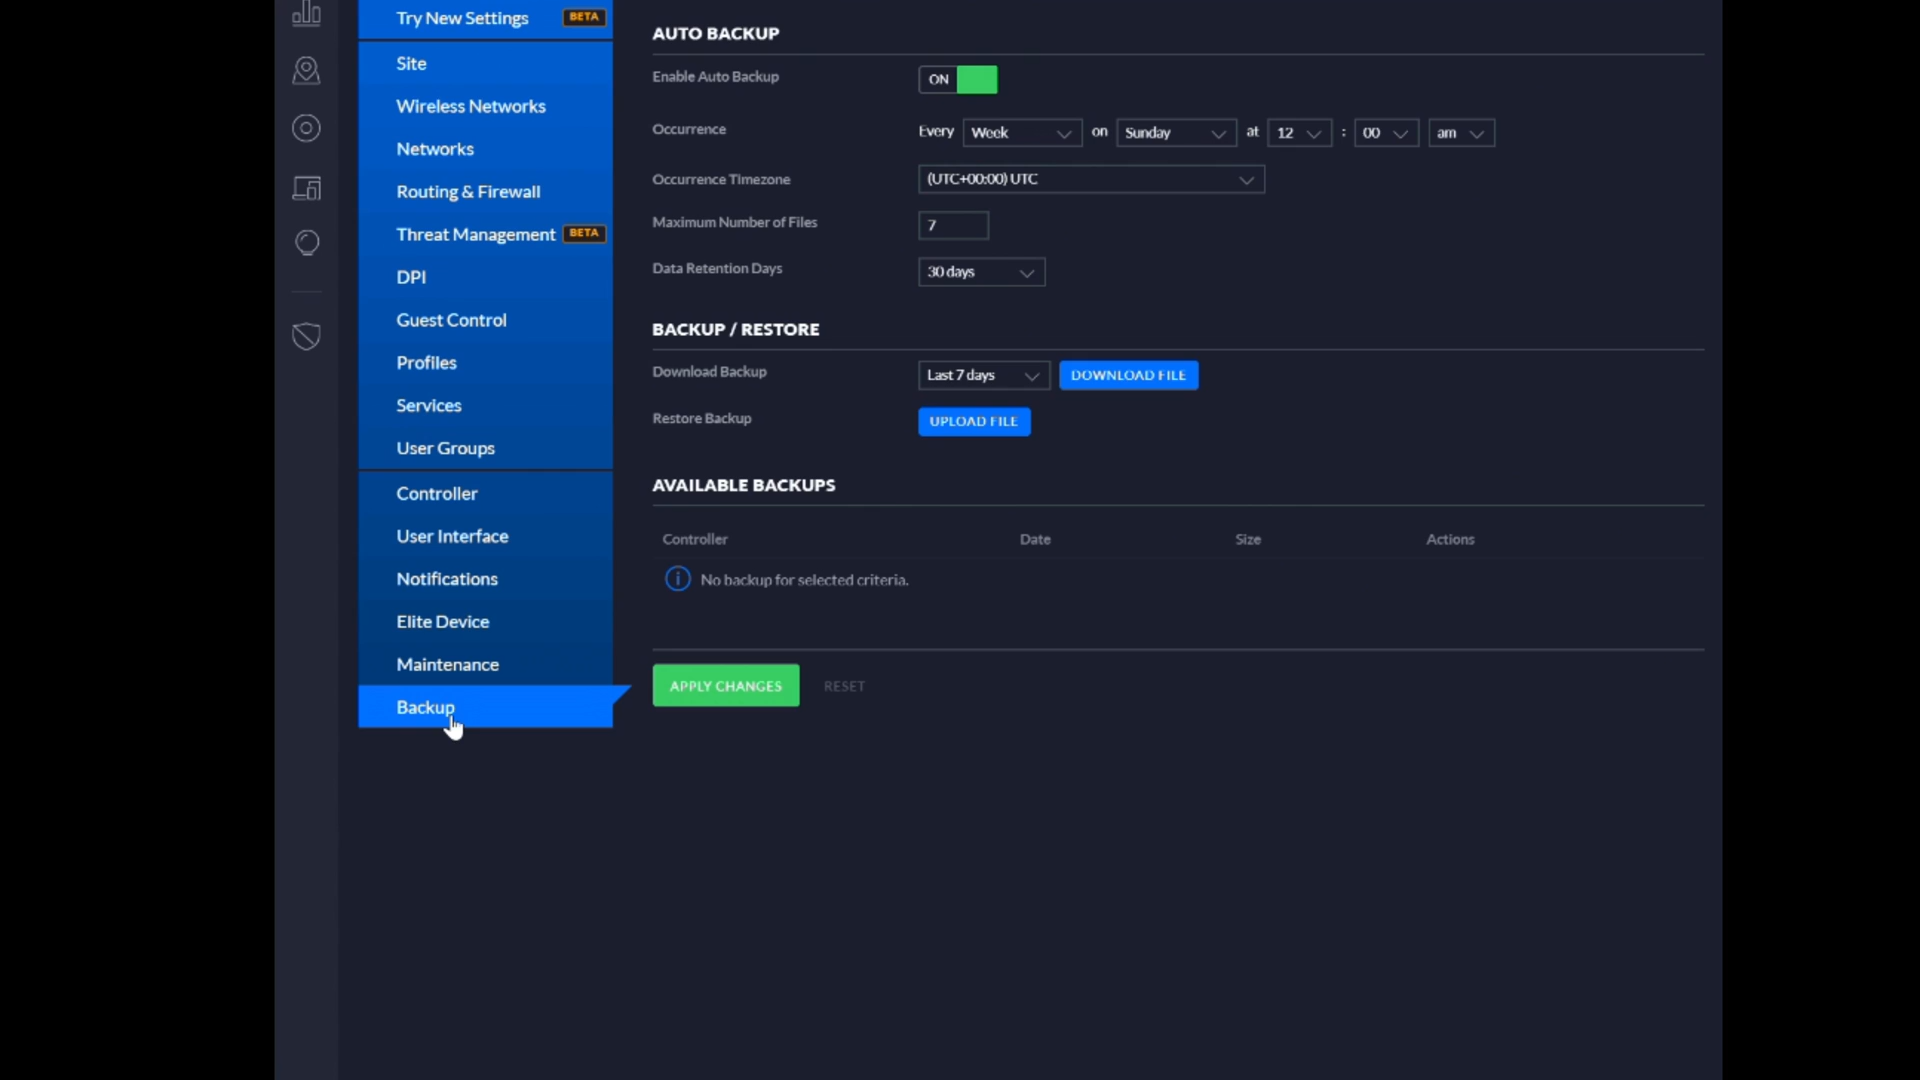 Try New Settings BETA
Site
Wireless Networks
Networks
Routing & Firewall
Threat Management BETA
DPI
Guest Control
Profiles
Services
User Groups
Controller
User Interface
Notifications
Elite Device
Maintenance
Backup
AUTO BACKUP
Enable Auto Backup ON
Occurrence Every Week on Sunday at 12 : 00 am
Occurrence Timezone (UTC+00:00) UTC
Maximum Number of Files 7
Data Retention Days 30 days
BACKUP / RESTORE
Download Backup Last 7 days DOWNLOAD FILE
Restore Backup UPLOAD FILE
AVAILABLE BACKUPS
Controller Date Size Actions
No backup for selected criteria.
APPLY CHANGES RESET